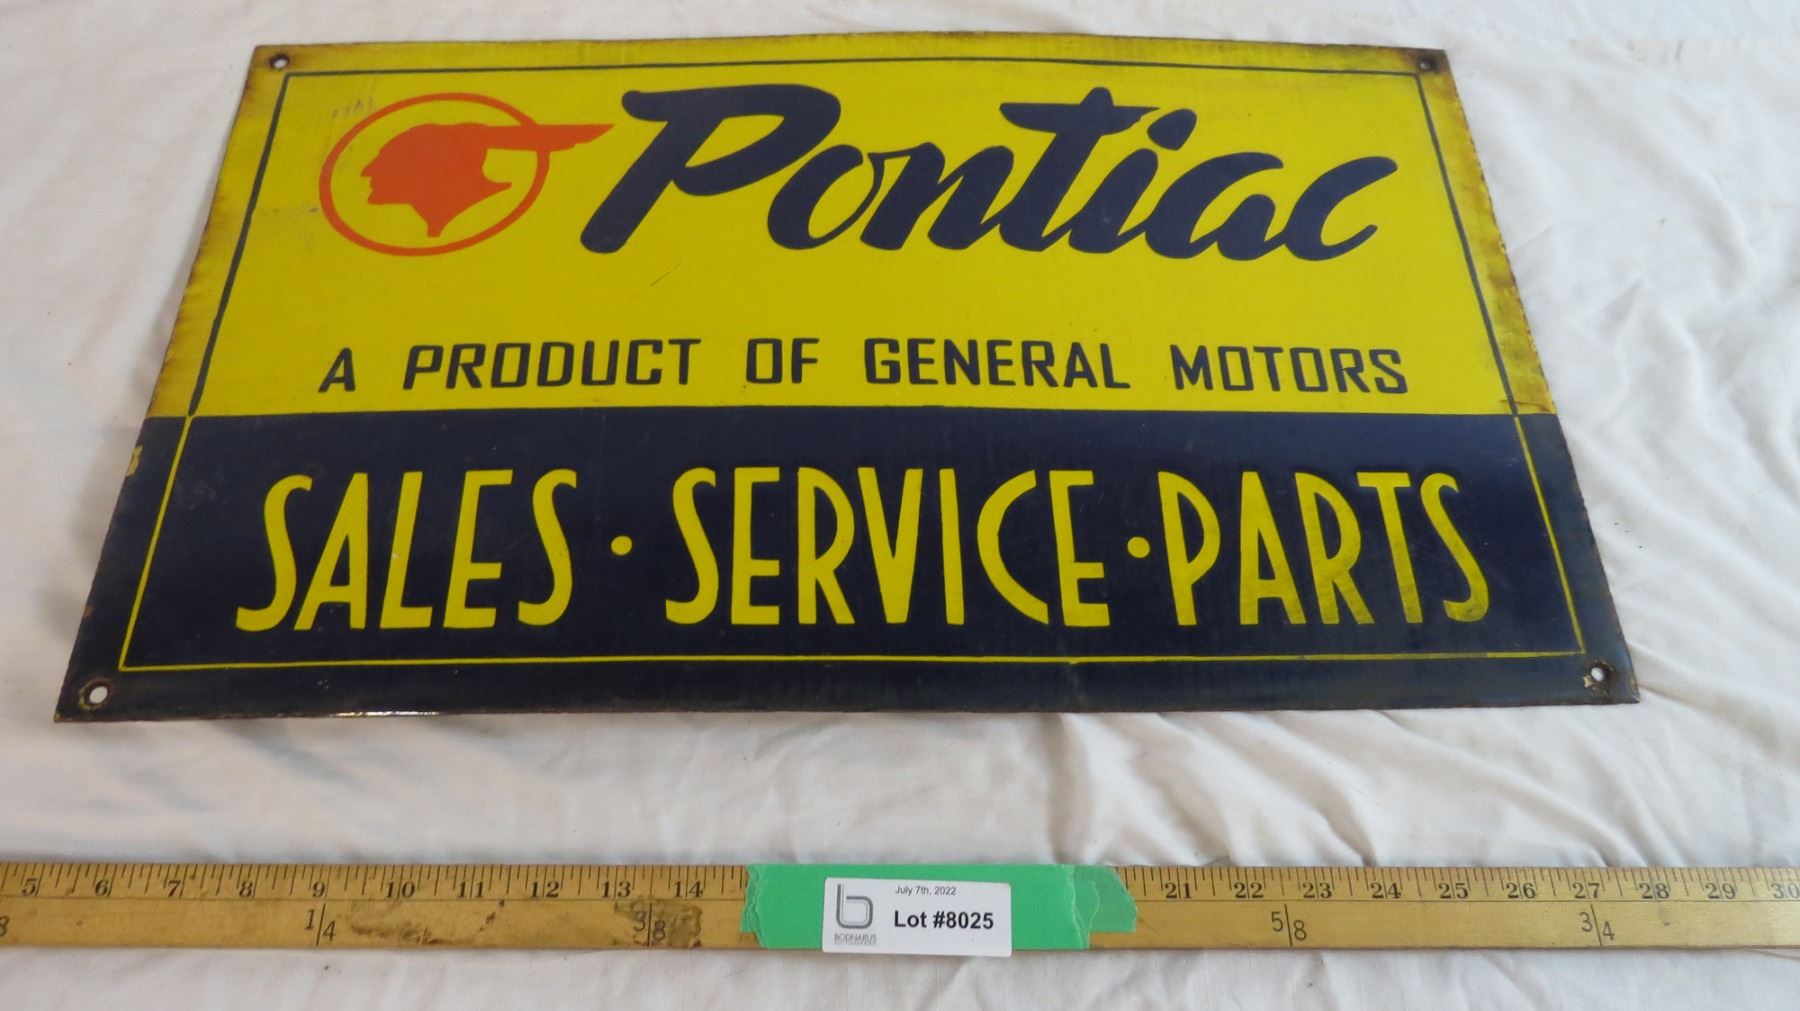 Pontiac
A PRODUCT OF GENERAL MOTORS
SALES · SERVICE · PARTS
5 6 7 8 9 10 11 12 13 14 21 22 23 24 25 26 27 28 29 30
8 1/4 3/8 5/8 3/4
July 7th, 2022
Lot #8025
BODNARUS